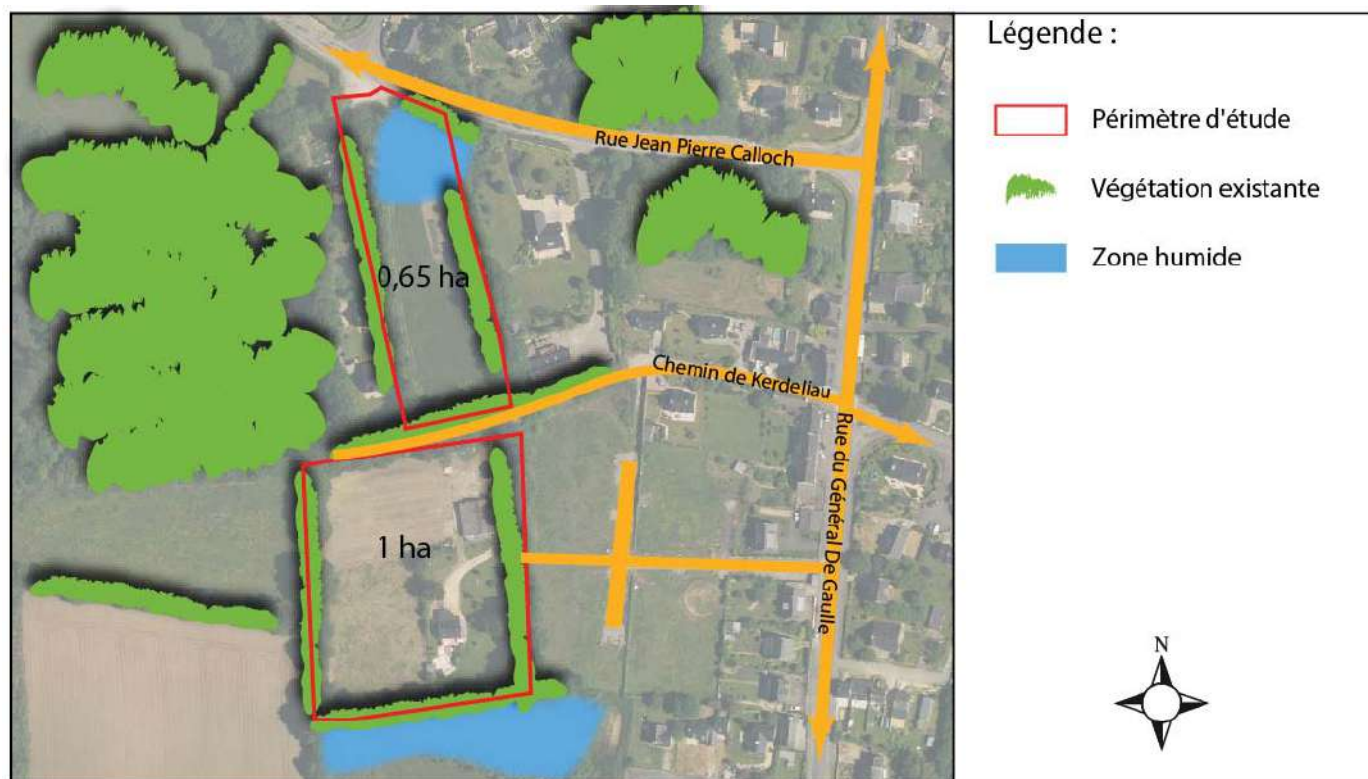 Légende :
Périmètre d'étude
Végétation existante
Zone humide
N
Rue Jean Pierre Calloch
0,65 ha
Chemin de Kerdeliau
Rue du Général De Gaulle
1 ha